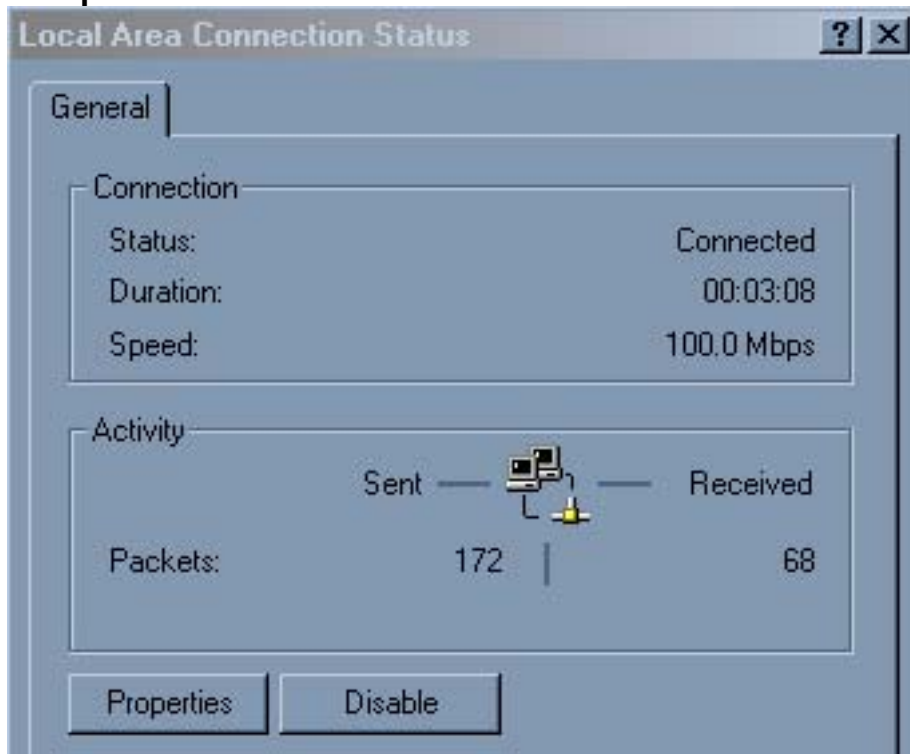 Local Area Connection Status
General
Connection
Status: Connected
Duration: 00:03:08
Speed: 100.0 Mbps
Activity
Sent Received
Packets: 172 68
Properties Disable